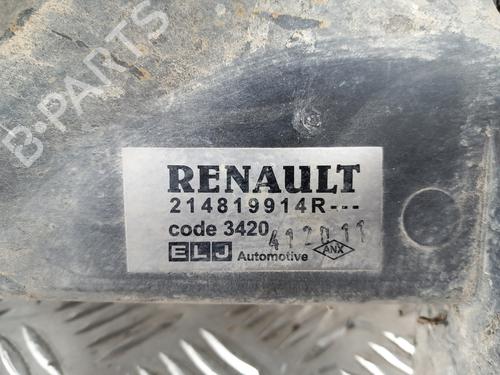 B-PARTS
RENAULT
214819914R---
code 3420
412011
ELJ Automotive ANX